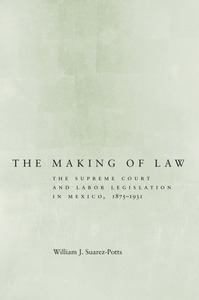 THE MAKING OF LAW
THE SUPREME COURT
AND LABOR LEGISLATION
IN MEXICO, 1875–1931
William J. Suarez-Potts